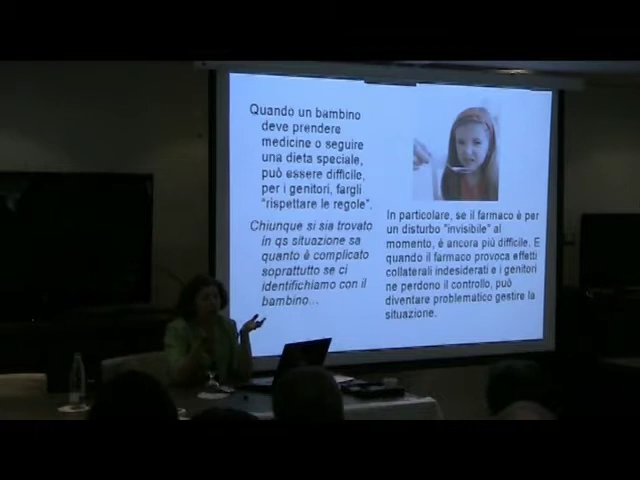 Quando un bambino
deve prendere
medicine o seguire
una dieta speciale,
può essere difficile,
per i genitori, fargli
"rispettare le regole".
Chiunque si sia trovato
in qs situazione sa
quanto è complicato
soprattutto se ci
identifichiamo con il
bambino...
In particolare, se il farmaco è per
un disturbo "invisibile" al
momento, è ancora più difficile. E
quando il farmaco provoca effetti
collaterali indesiderati e i genitori
ne perdono il controllo, può
diventare problematico gestire la
situazione.